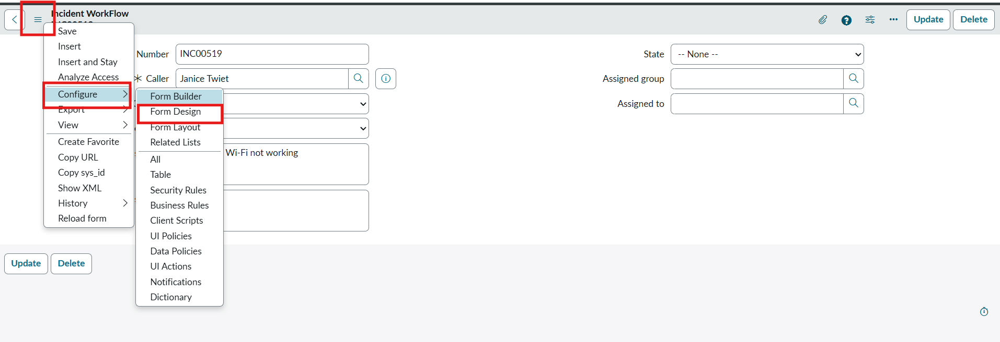 Incident WorkFlow
Update
Delete
Save
Insert
Insert and Stay
Analyze Access
Configure
Export
View
Create Favorite
Copy URL
Copy sys_id
Show XML
History
Reload form
Number
INC00519
Caller
Janice Twiet
Form Builder
Form Design
Form Layout
Related Lists
All
Table
Security Rules
Business Rules
Client Scripts
UI Policies
Data Policies
UI Actions
Notifications
Dictionary
Wi-Fi not working
State
-- None --
Assigned group
Assigned to
Update
Delete